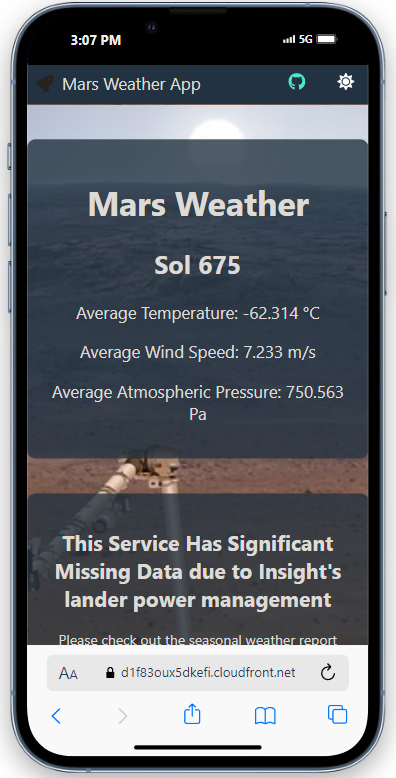 3:07 PM
5G
Mars Weather App
Mars Weather
Sol 675
Average Temperature: -62.314 °C
Average Wind Speed: 7.233 m/s
Average Atmospheric Pressure: 750.563
Pa
This Service Has Significant
Missing Data due to Insight's
lander power management
Please check out the seasonal weather report
AA d1f83oux5dkefi.cloudfront.net